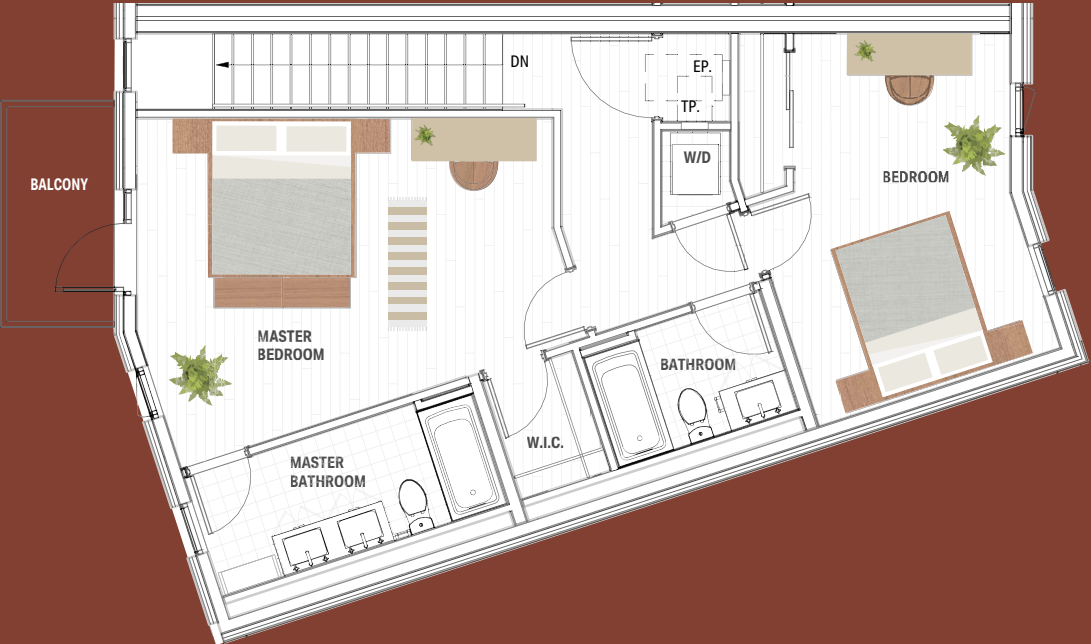 DN
EP.
TP.
W/D
BALCONY
BEDROOM
MASTER
BEDROOM
BATHROOM
W.I.C.
MASTER
BATHROOM